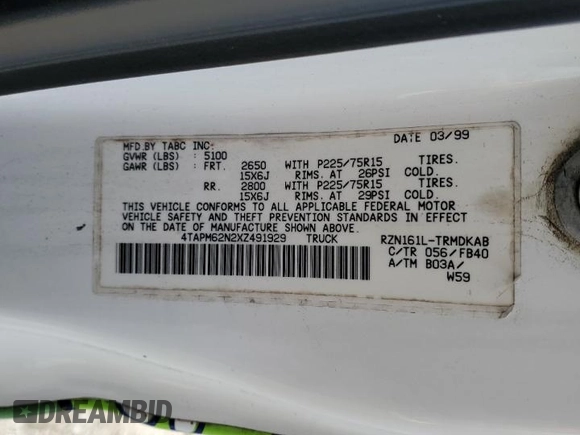 MFD.BY TABC INC: DATE 03/99
GVWR (LBS) : 5100
GAWR (LBS) : FRT. 2650 WITH P225/75R15 TIRES.
15X6J RIMS. AT 26PSI COLD.
RR. 2800 WITH P225/75R15 TIRES.
15X6J RIMS. AT 29PSI COLD.
THIS VEHICLE CONFORMS TO ALL APPLICABLE FEDERAL MOTOR
VEHICLE SAFETY AND THEFT PREVENTION STANDARDS IN EFFECT
ON THE DATE OF MANUFACTURE SHOWN ABOVE.
4TAPM62N2XZ491929 TRUCK RZN161L-TRMDKAB
C/TR 056/FB40
A/TM B03A/
W59
DREAMBID